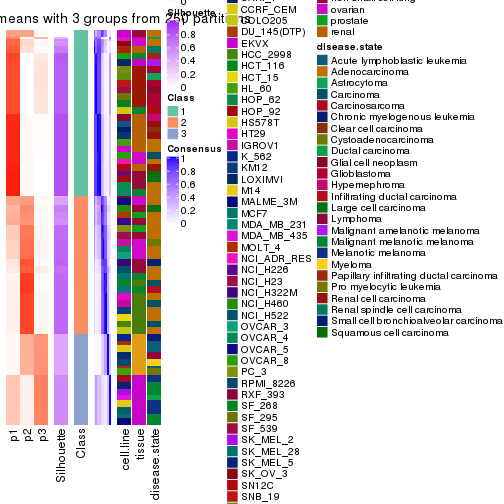 means with 3 groups from 250 partitions
Silhouette
1
0.8
0.6
0.4
0.2
0
Class
1
2
3
Consensus
1
0.8
0.6
0.4
0.2
0
p1
p2
p3
Silhouette
Class
cell.line
tissue
disease.state
CCRF_CEM
COLO205
DU_145(DTP)
EKVX
HCC_2998
HCT_116
HCT_15
HL_60
HOP_62
HOP_92
HS578T
HT29
IGROV1
K_562
KM12
LOXIMVI
M14
MALME_3M
MCF7
MDA_MB_231
MDA_MB_435
MOLT_4
NCI_ADR_RES
NCI_H226
NCI_H23
NCI_H322M
NCI_H460
NCI_H522
OVCAR_3
OVCAR_4
OVCAR_5
OVCAR_8
PC_3
RPMI_8226
RXF_393
SF_268
SF_295
SF_539
SK_MEL_2
SK_MEL_28
SK_MEL_5
SK_OV_3
SN12C
SNB_19
ovarian
prostate
renal
disease.state
Acute lymphoblastic leukemia
Adenocarcinoma
Astrocytoma
Carcinoma
Carcinosarcoma
Chronic myelogenous leukemia
Clear cell carcinoma
Cystoadenocarcinoma
Ductal carcinoma
Glial cell neoplasm
Glioblastoma
Hypernephroma
Infiltrating ductal carcinoma
Large cell carcinoma
Lymphoma
Malignant amelanotic melanoma
Malignant melanotic melanoma
Melanotic melanoma
Myeloma
Papillary infiltrating ductal carcinoma
Pro myelocytic leukemia
Renal cell carcinoma
Renal spindle cell carcinoma
Small cell bronchioalveolar carcinoma
Squamous cell carcinoma